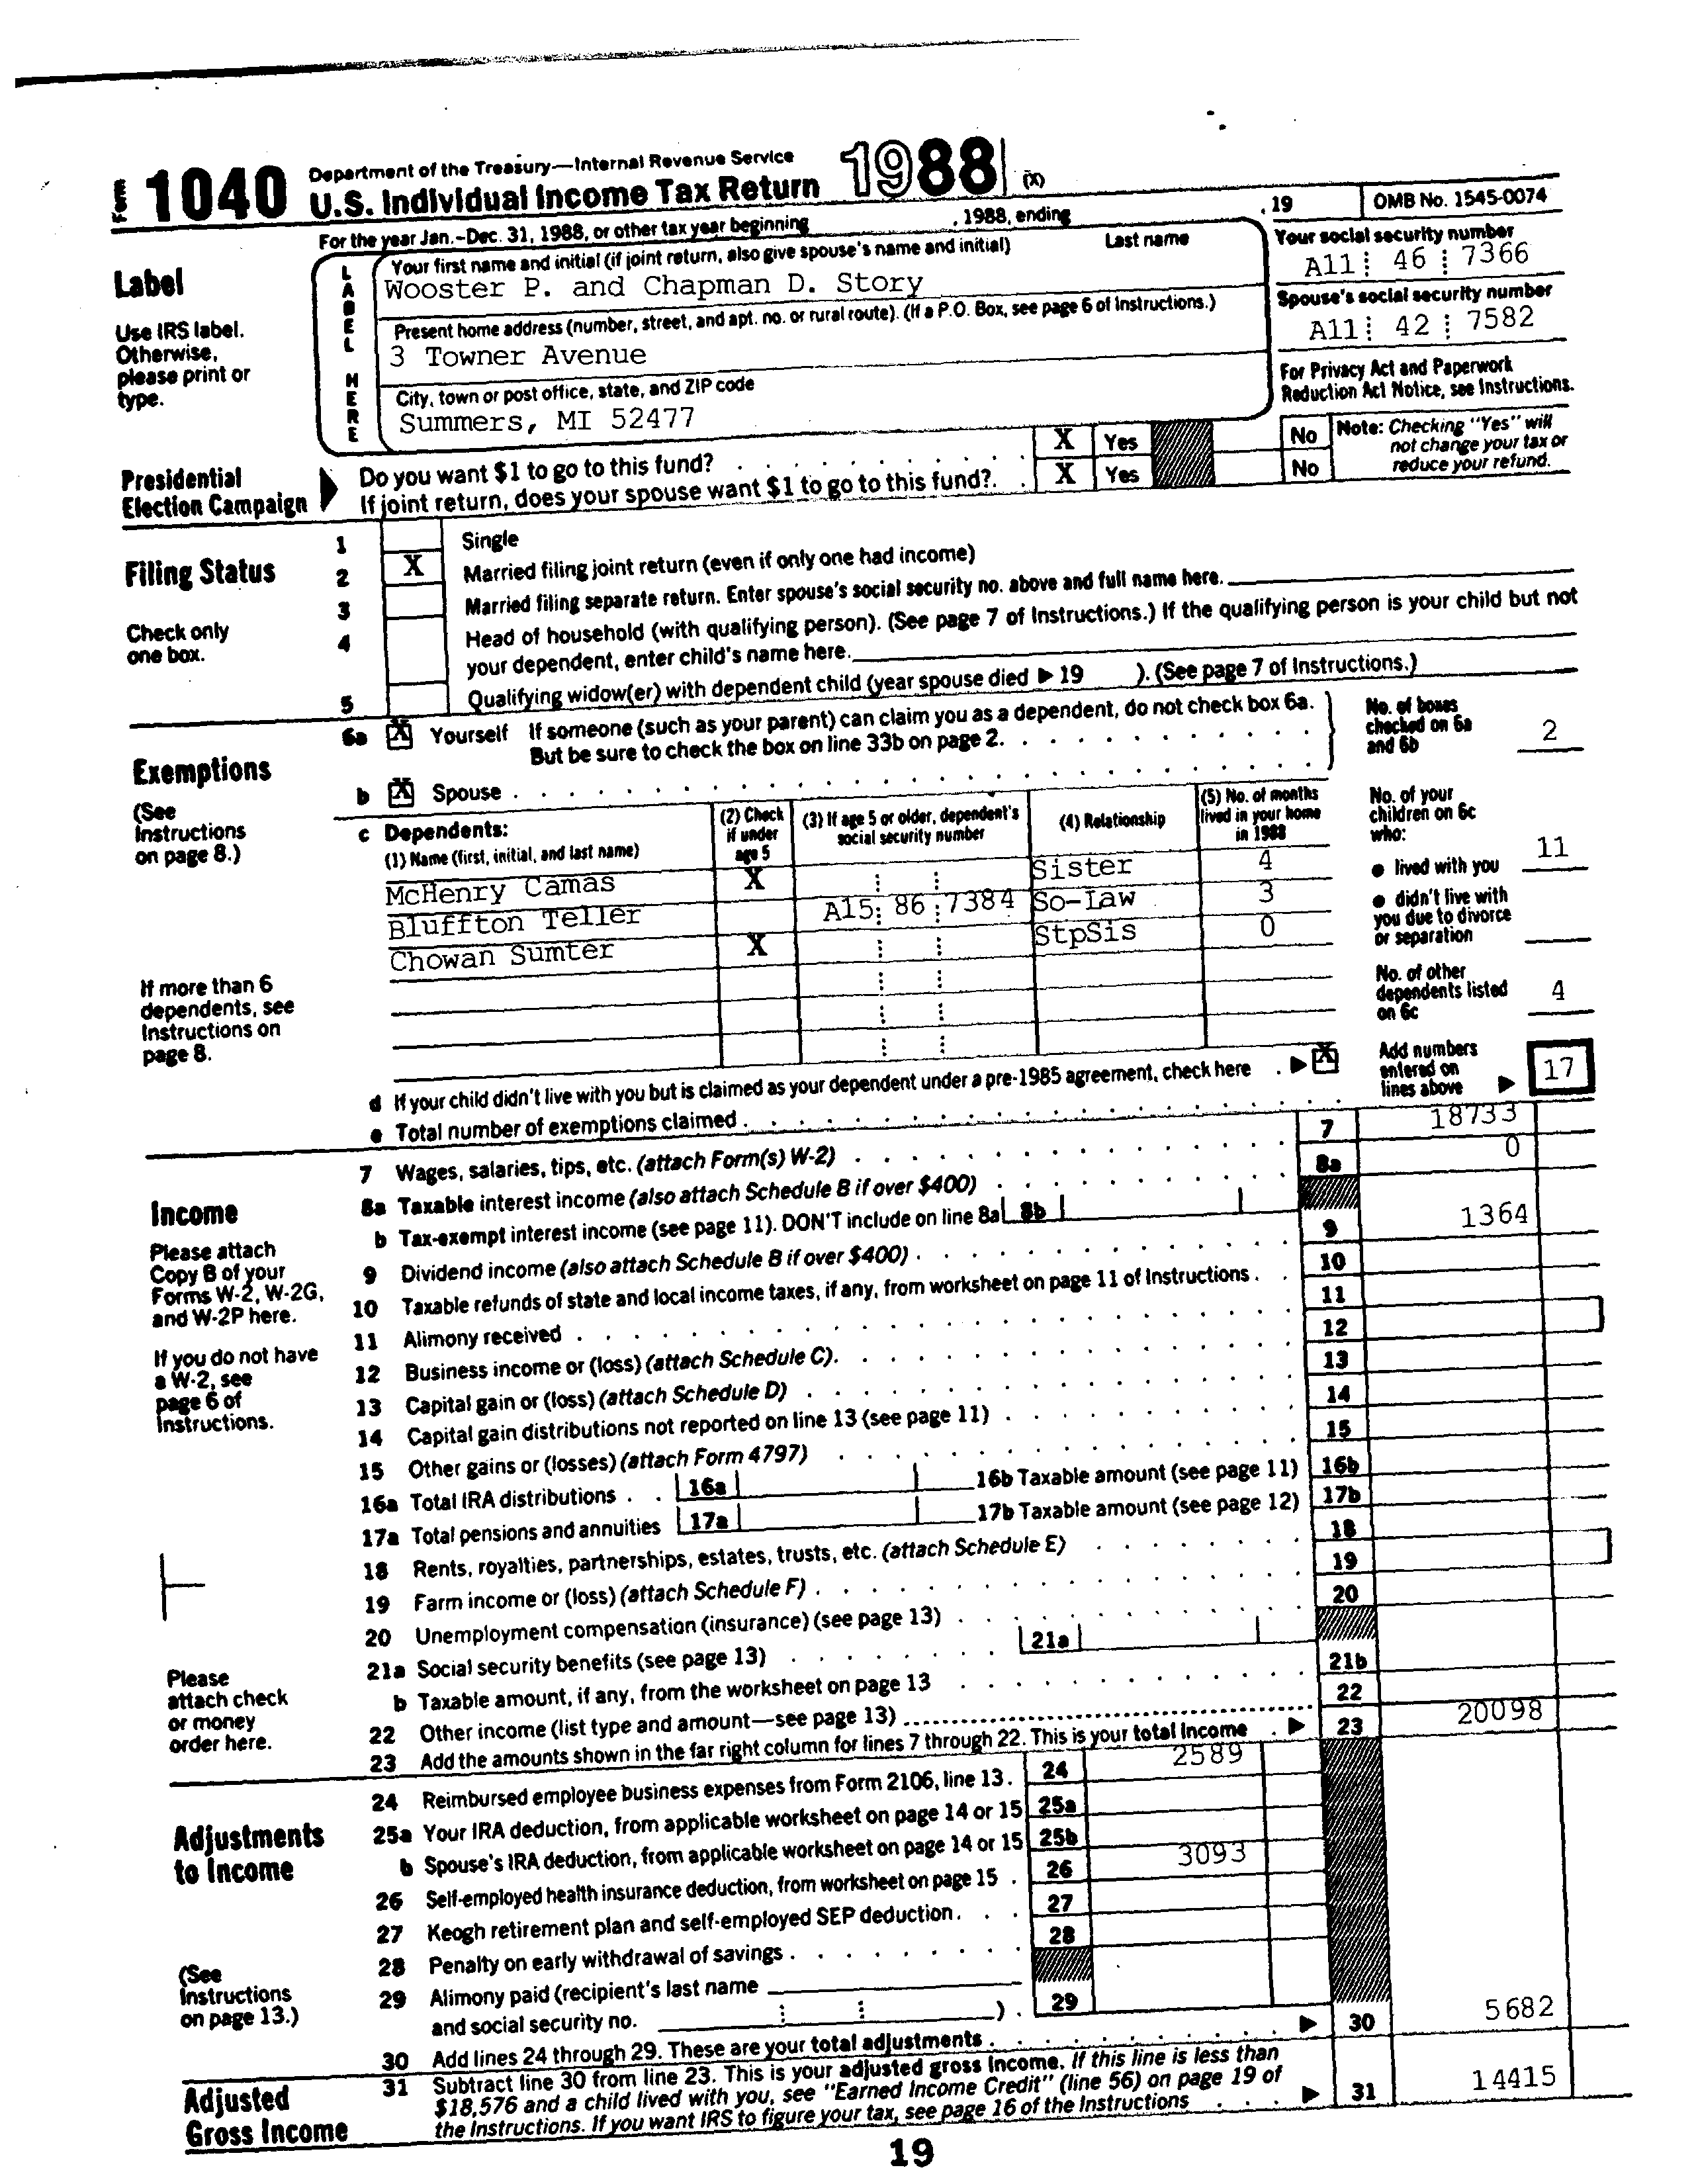 Form 1040 Department of the Treasury—Internal Revenue Service
U.S. Individual Income Tax Return 1988 (X)
For the year Jan.-Dec. 31, 1988, or other tax year beginning , 1988, ending , 19 OMB No. 1545-0074
Label
Use IRS label.
Otherwise,
please print or
type.
LABEL HERE
Your first name and initial (if joint return, also give spouse's name and initial) Last name
Wooster P. and Chapman D. Story
Your social security number
A11 46 7366
Present home address (number, street, and apt. no. or rural route). (If a P.O. Box, see page 6 of Instructions.)
3 Towner Avenue
Spouse's social security number
A11 42 7582
City, town or post office, state, and ZIP code
Summers, MI 52477
For Privacy Act and Paperwork
Reduction Act Notice, see Instructions.
Presidential
Election Campaign
Do you want $1 to go to this fund? X Yes No
If joint return, does your spouse want $1 to go to this fund?. X Yes No
Note: Checking "Yes" will
not change your tax or
reduce your refund.
Filing Status
Check only
one box.
1 Single
2 X Married filing joint return (even if only one had income)
3 Married filing separate return. Enter spouse's social security no. above and full name here.
4 Head of household (with qualifying person). (See page 7 of Instructions.) If the qualifying person is your child but not
your dependent, enter child's name here.
5 Qualifying widow(er) with dependent child (year spouse died ▶ 19 ). (See page 7 of Instructions.)
Exemptions
(See
Instructions
on page 8.)
6a X Yourself If someone (such as your parent) can claim you as a dependent, do not check box 6a.
But be sure to check the box on line 33b on page 2.
b X Spouse
No. of boxes
checked on 6a
and 6b 2
c Dependents:
(1) Name (first, initial, and last name)
(2) Check
if under
age 5
(3) If age 5 or older, dependent's
social security number
(4) Relationship
(5) No. of months
lived in your home
in 1988
McHenry Camas X Sister 4
Bluffton Teller A15 86 7384 So-Law 3
Chowan Sumter X StpSis 0
No. of your
children on 6c
who:
● lived with you 11
● didn't live with
you due to divorce
or separation
No. of other
dependents listed
on 6c 4
If more than 6
dependents, see
Instructions on
page 8.
d If your child didn't live with you but is claimed as your dependent under a pre-1985 agreement, check here ▶ X
e Total number of exemptions claimed
Add numbers
entered on
lines above ▶ 17
Income
Please attach
Copy B of your
Forms W-2, W-2G,
and W-2P here.
If you do not have
a W-2, see
page 6 of
Instructions.
Please
attach check
or money
order here.
7 Wages, salaries, tips, etc. (attach Form(s) W-2) 7 18733
8a Taxable interest income (also attach Schedule B if over $400) 8a 0
b Tax-exempt interest income (see page 11). DON'T include on line 8a 8b
9 Dividend income (also attach Schedule B if over $400) 9 1364
10 Taxable refunds of state and local income taxes, if any, from worksheet on page 11 of Instructions 10
11 Alimony received 11
12 Business income or (loss) (attach Schedule C). 12
13 Capital gain or (loss) (attach Schedule D) 13
14 Capital gain distributions not reported on line 13 (see page 11) 14
15 Other gains or (losses) (attach Form 4797) 15
16a Total IRA distributions 16a 16b Taxable amount (see page 11) 16b
17a Total pensions and annuities 17a 17b Taxable amount (see page 12) 17b
18 Rents, royalties, partnerships, estates, trusts, etc. (attach Schedule E) 18
19 Farm income or (loss) (attach Schedule F) 19
20 Unemployment compensation (insurance) (see page 13) 20
21a Social security benefits (see page 13) 21a
b Taxable amount, if any, from the worksheet on page 13 21b
22 Other income (list type and amount—see page 13) 22
23 Add the amounts shown in the far right column for lines 7 through 22. This is your total income ▶ 23 20098
Adjustments
to Income
(See
Instructions
on page 13.)
24 Reimbursed employee business expenses from Form 2106, line 13. 24 2589
25a Your IRA deduction, from applicable worksheet on page 14 or 15 25a
b Spouse's IRA deduction, from applicable worksheet on page 14 or 15 25b
26 Self-employed health insurance deduction, from worksheet on page 15 26 3093
27 Keogh retirement plan and self-employed SEP deduction. 27
28 Penalty on early withdrawal of savings 28
29 Alimony paid (recipient's last name
and social security no. ) 29
30 Add lines 24 through 29. These are your total adjustments ▶ 30 5682
Adjusted
Gross Income
31 Subtract line 30 from line 23. This is your adjusted gross income. If this line is less than
$18,576 and a child lived with you, see "Earned Income Credit" (line 56) on page 19 of
the Instructions. If you want IRS to figure your tax, see page 16 of the Instructions ▶ 31 14415
19